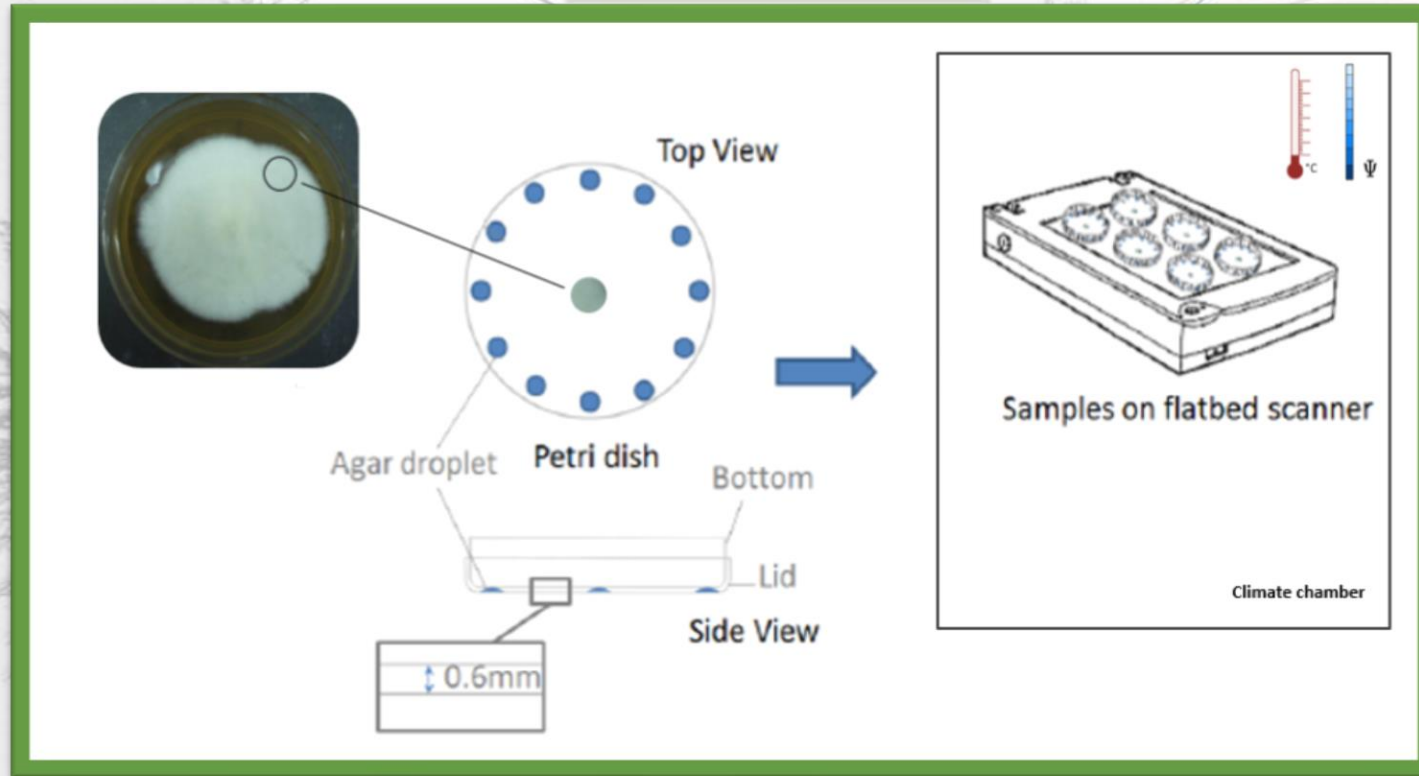 Top View
°C
Ψ
Samples on flatbed scanner
Agar droplet
Petri dish
Bottom
Lid
Climate chamber
Side View
0.6mm